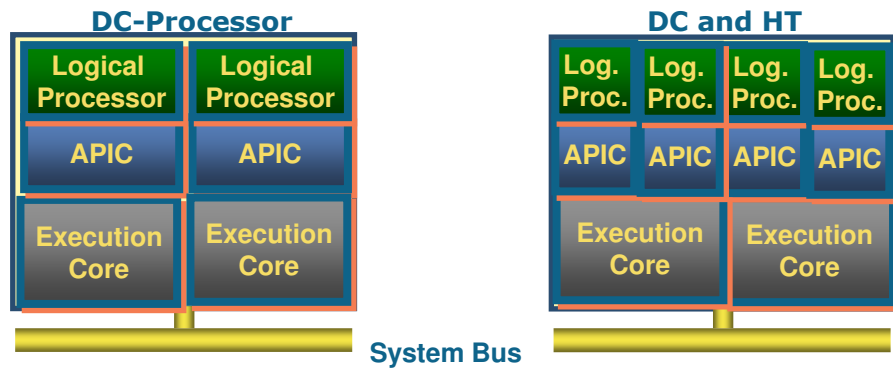 DC-Processor
Logical
Processor
Logical
Processor
APIC
APIC
Execution
Core
Execution
Core
DC and HT
Log.
Proc.
Log.
Proc.
Log.
Proc.
Log.
Proc.
APIC
APIC
APIC
APIC
Execution
Core
Execution
Core
System Bus